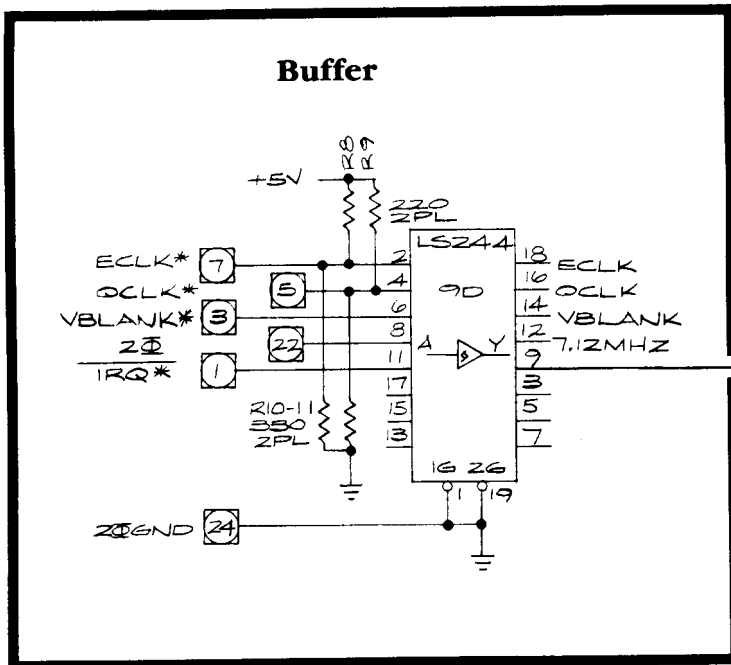 Buffer
R8
R9
+5V
220
2PL
LS244
9D
ECLK* 7 2 18 ECLK
QCLK* 5 4 16 QCLK
VBLANK* 3 6 14 VBLANK
2Φ 22 8 12 7.12MHZ
IRQ* 1 11 A Y 9
17 3
15 5
13 7
R10-11
330
2PL
1G 2G
1 19
2ΦGND 24